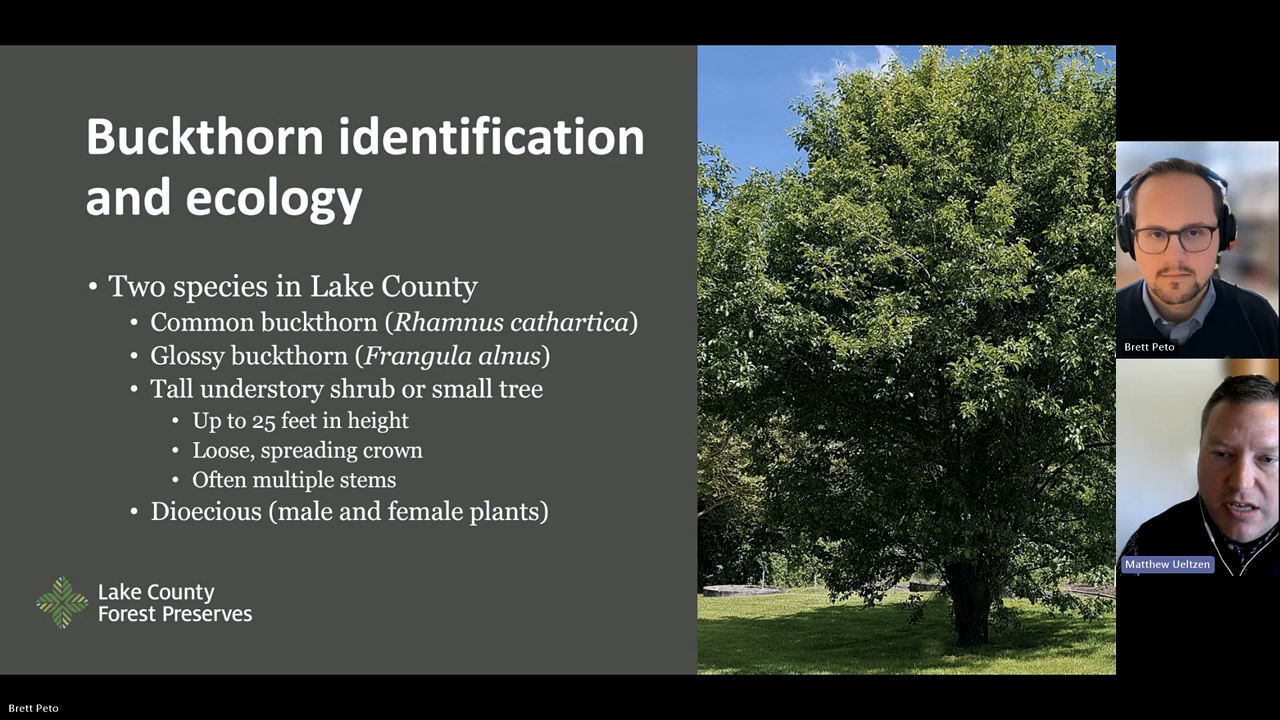 Buckthorn identification
and ecology
• Two species in Lake County
• Common buckthorn (Rhamnus cathartica)
• Glossy buckthorn (Frangula alnus)
• Tall understory shrub or small tree
• Up to 25 feet in height
• Loose, spreading crown
• Often multiple stems
• Dioecious (male and female plants)
Lake County
Forest Preserves
Brett Peto
Matthew Ueltzen
Brett Peto